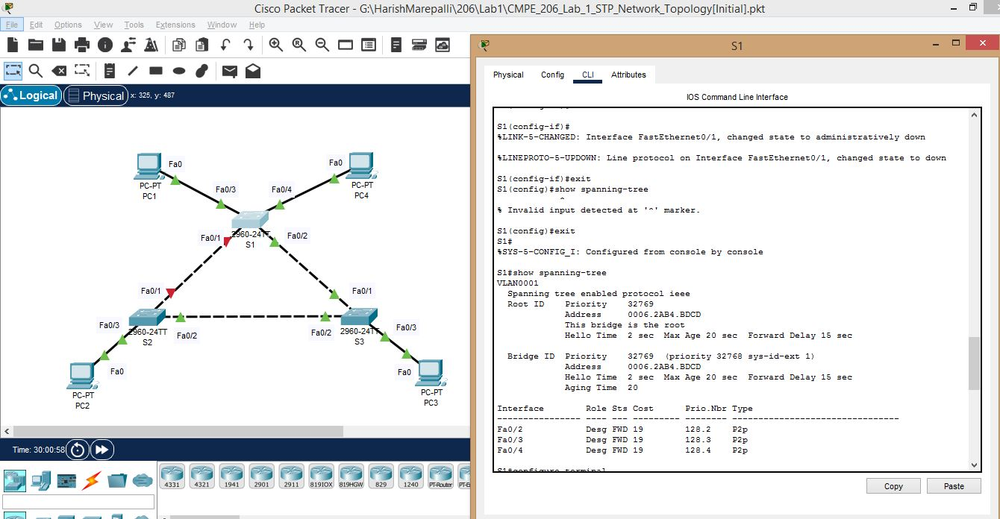 Cisco Packet Tracer - G:\HarishMarepalli\206\Lab1\CMPE_206_Lab_1_STP_Network_Topology[Initial].pkt
File Edit Options View Tools Extensions Window Help
Logical Physical x: 325, y: 487
Fa0
Fa0
PC-PT
PC1
PC-PT
PC4
Fa0/3
Fa0/4
Fa0/1
2960-24TT
S1
Fa0/2
Fa0/1
Fa0/1
2960-24TT
S2
Fa0/3
Fa0/2
Fa0/2
2960-24TT
S3
Fa0/3
Fa0
Fa0
PC-PT
PC2
PC-PT
PC3
Time: 30:00:58
4331 4321 1941 2901 2911 819IOX 819HGW 829 1240 PT-Router
S1
Physical Config CLI Attributes
IOS Command Line Interface
S1(config-if)#
%LINK-5-CHANGED: Interface FastEthernet0/1, changed state to administratively down
%LINEPROTO-5-UPDOWN: Line protocol on Interface FastEthernet0/1, changed state to down
S1(config-if)#exit
S1(config)#show spanning-tree
^
% Invalid input detected at '^' marker.
S1(config)#exit
S1#
%SYS-5-CONFIG_I: Configured from console by console
S1#show spanning-tree
VLAN0001
Spanning tree enabled protocol ieee
Root ID Priority 32769
Address 0006.2AB4.BDCD
This bridge is the root
Hello Time 2 sec Max Age 20 sec Forward Delay 15 sec
Bridge ID Priority 32769 (priority 32768 sys-id-ext 1)
Address 0006.2AB4.BDCD
Hello Time 2 sec Max Age 20 sec Forward Delay 15 sec
Aging Time 20
Interface Role Sts Cost Prio.Nbr Type
---------------- ---- --- --------- -------- --------------------------------
Fa0/2 Desg FWD 19 128.2 P2p
Fa0/3 Desg FWD 19 128.3 P2p
Fa0/4 Desg FWD 19 128.4 P2p
S1#configure terminal
Copy Paste